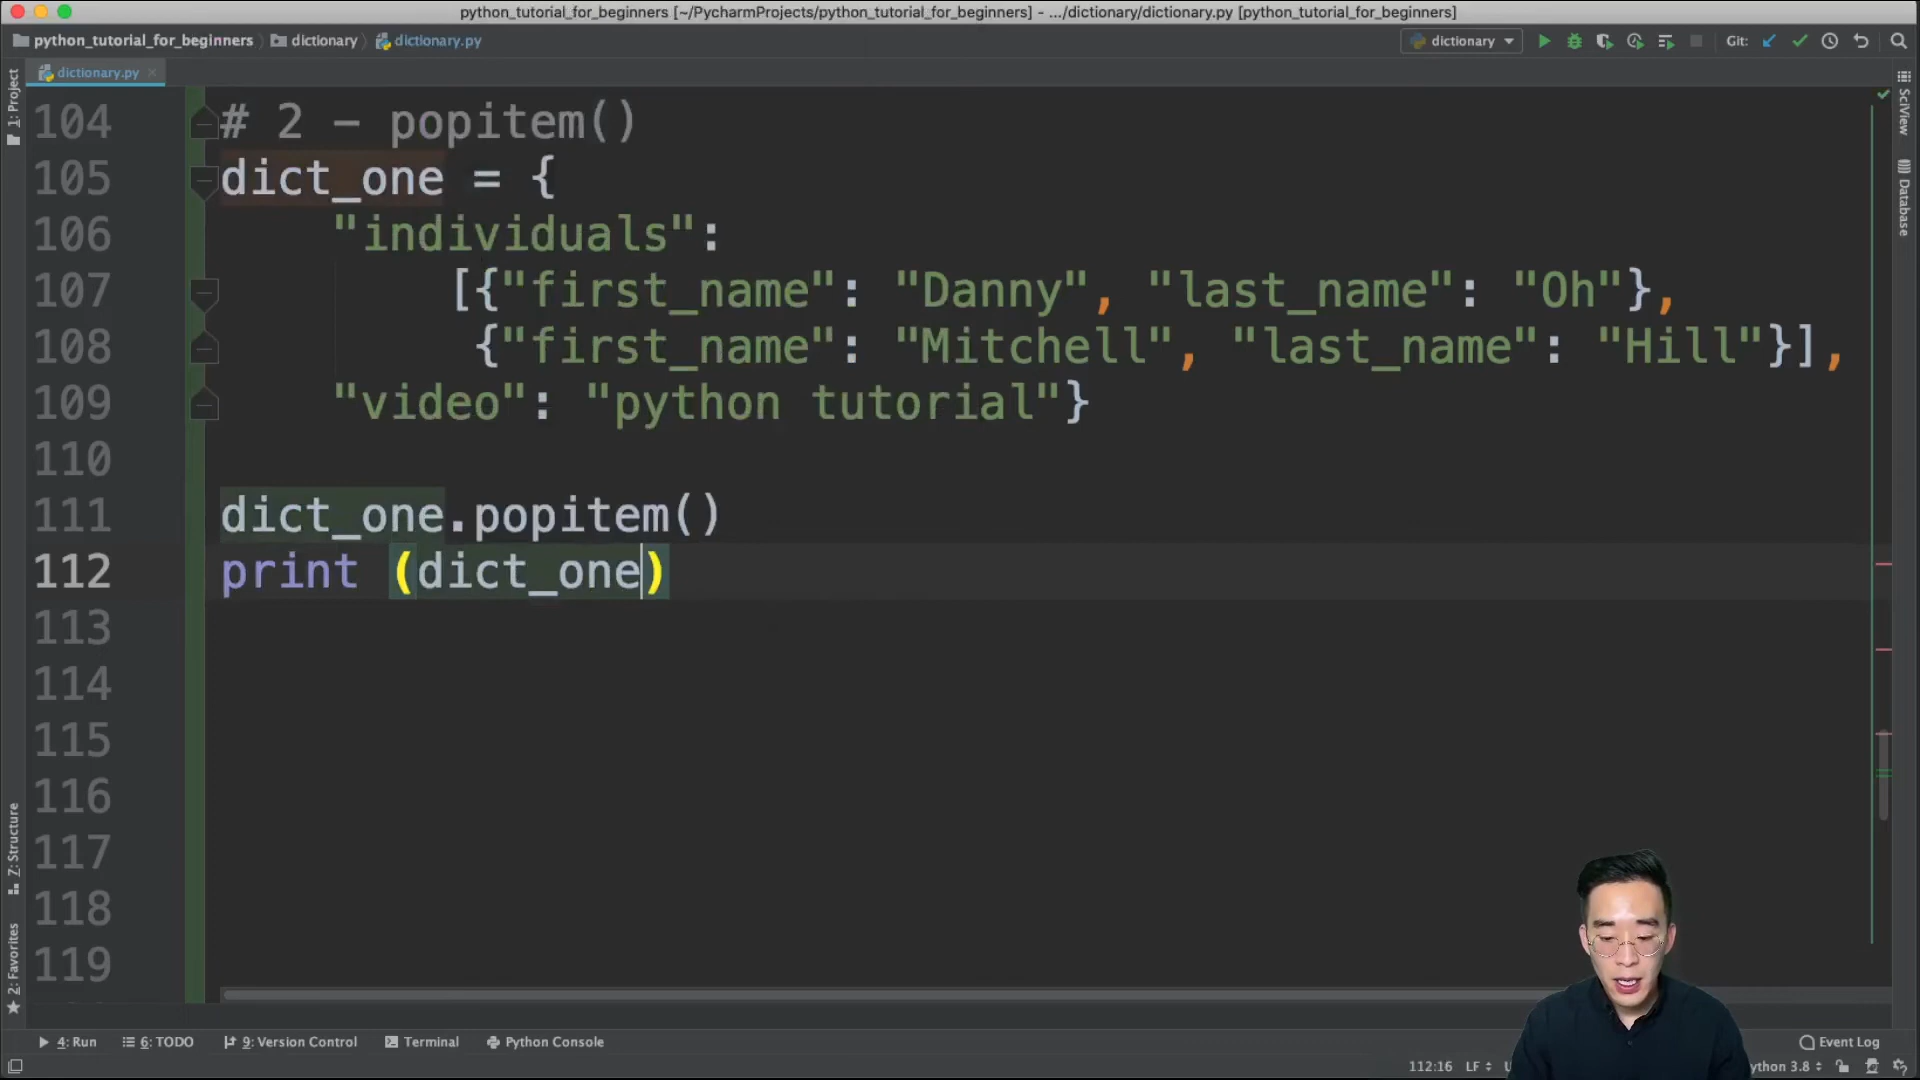 python_tutorial_for_beginners [~/PycharmProjects/python_tutorial_for_beginners] - .../dictionary/dictionary.py [python_tutorial_for_beginners]
python_tutorial_for_beginners dictionary dictionary.py dictionary Git:
dictionary.py
1: Project
SciView
Database
104 # 2 - popitem()
105 dict_one = {
106 "individuals":
107 [{"first_name": "Danny", "last_name": "Oh"},
108 {"first_name": "Mitchell", "last_name": "Hill"}],
109 "video": "python tutorial"}
110
111 dict_one.popitem()
112 print (dict_one)
113
114
115
116
117
118
119
Z: Structure
2: Favorites
4: Run 6: TODO 9: Version Control Terminal Python Console Event Log
112:16 LF ython 3.8